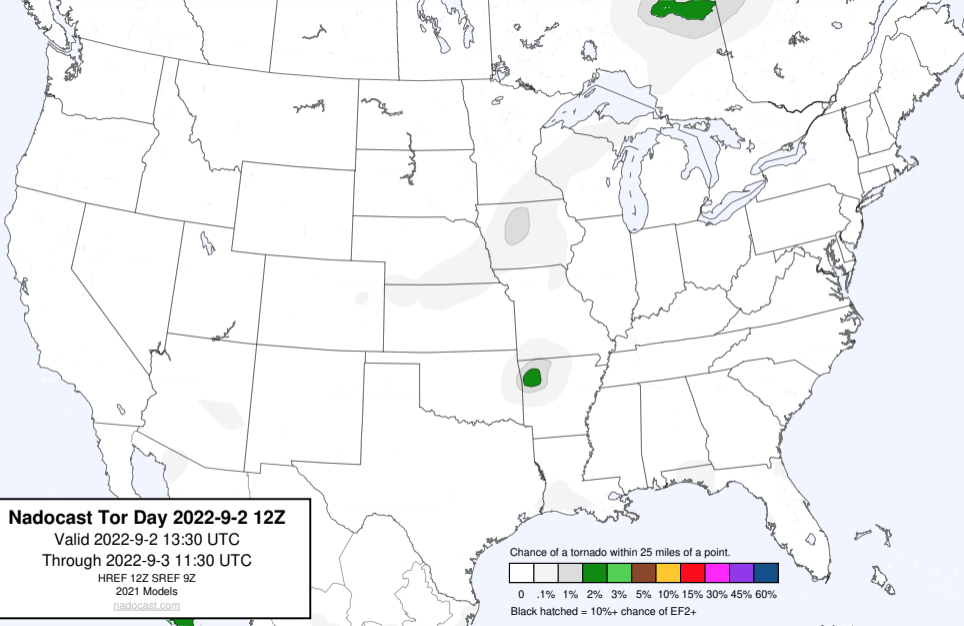 Nadocast Tor Day 2022-9-2 12Z
Valid 2022-9-2 13:30 UTC
Through 2022-9-3 11:30 UTC
HREF 12Z SREF 9Z
2021 Models
nadocast.com
Chance of a tornado within 25 miles of a point.
0 .1% 1% 2% 3% 5% 10% 15% 30% 45% 60%
Black hatched = 10%+ chance of EF2+